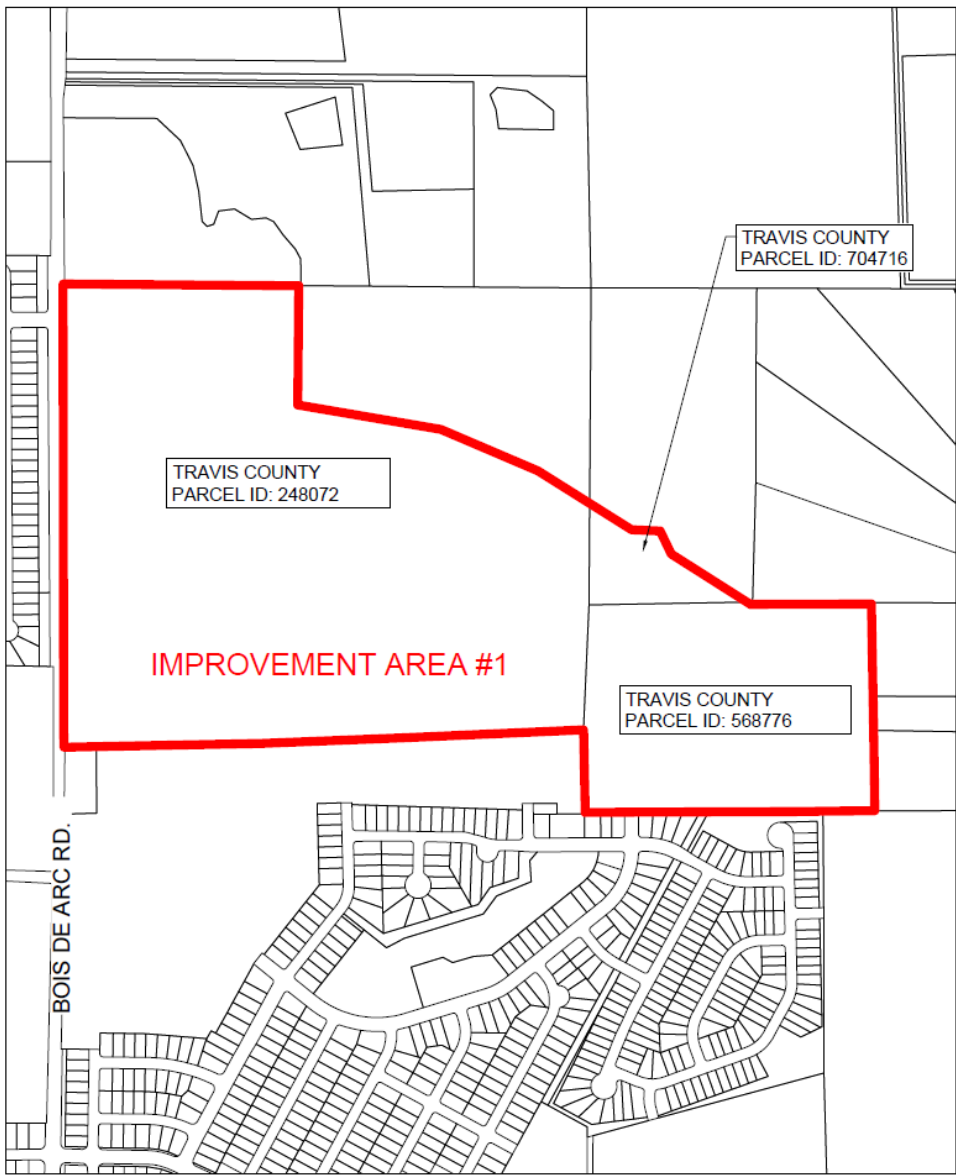 TRAVIS COUNTY
PARCEL ID: 704716
TRAVIS COUNTY
PARCEL ID: 248072
IMPROVEMENT AREA #1
TRAVIS COUNTY
PARCEL ID: 568776
BOIS DE ARC RD.